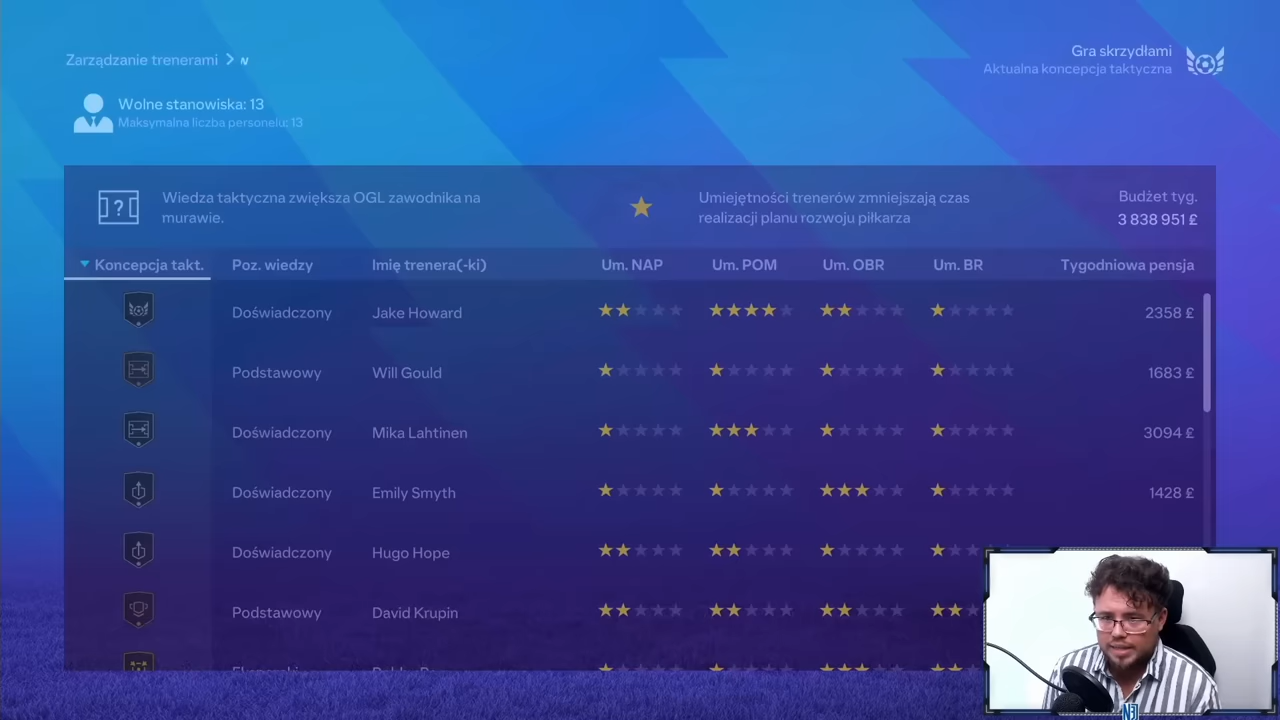 Zarządzanie trenerami
Gra skrzydłami
Aktualna koncepcja taktyczna
Wolne stanowiska: 13
Maksymalna liczba personelu: 13
Wiedza taktyczna zwiększa OGL zawodnika na
murawie.
Umiejętności trenerów zmniejszają czas
realizacji planu rozwoju piłkarza
Budżet tyg.
3 838 951 £
Koncepcja takt. Poz. wiedzy Imię trenera(-ki) Um. NAP Um. POM Um. OBR Um. BR Tygodniowa pensja
Doświadczony Jake Howard 2358 £
Podstawowy Will Gould 1683 £
Doświadczony Mika Lahtinen 3094 £
Doświadczony Emily Smyth 1428 £
Doświadczony Hugo Hope
Podstawowy David Krupin